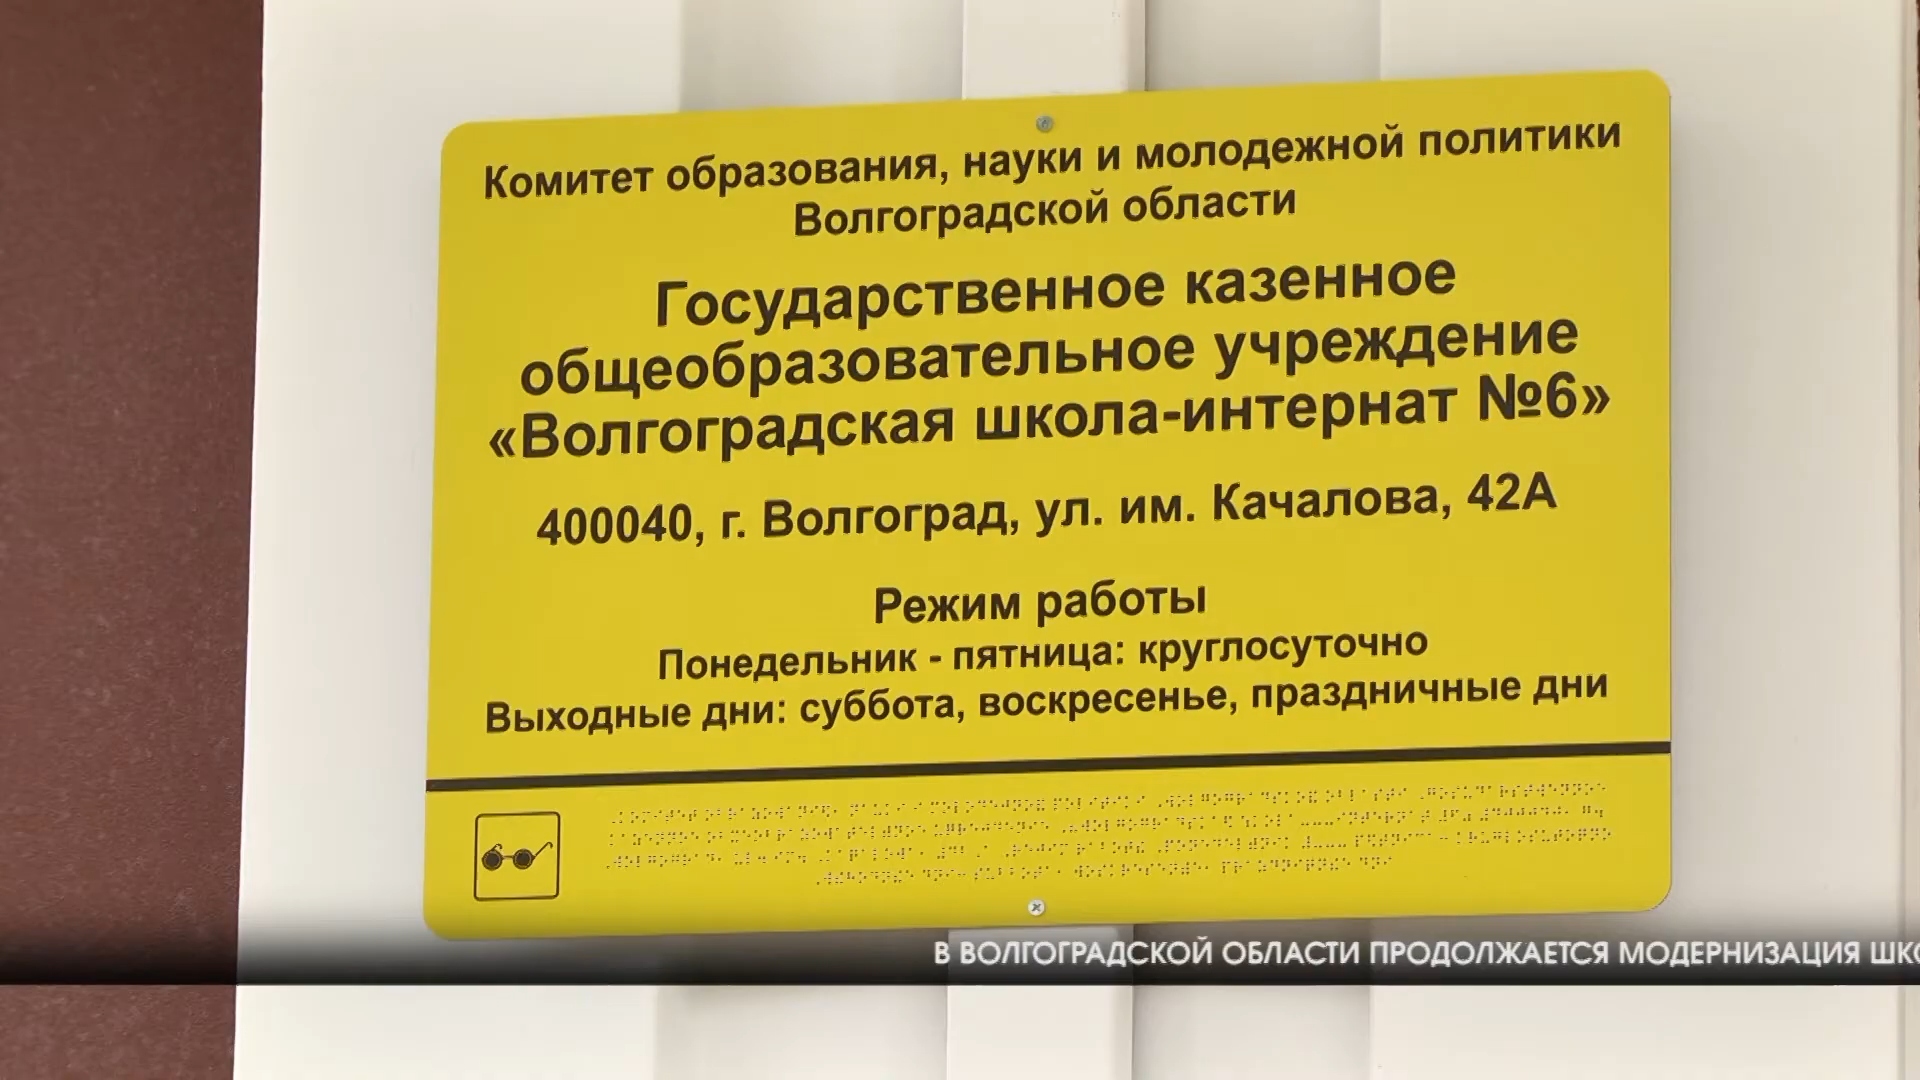 Комитет образования, науки и молодежной политики
Волгоградской области
Государственное казенное
общеобразовательное учреждение
«Волгоградская школа-интернат №6»
400040, г. Волгоград, ул. им. Качалова, 42А
Режим работы
Понедельник - пятница: круглосуточно
Выходные дни: суббота, воскресенье, праздничные дни
В ВОЛГОГРАДСКОЙ ОБЛАСТИ ПРОДОЛЖАЕТСЯ МОДЕРНИЗАЦИЯ